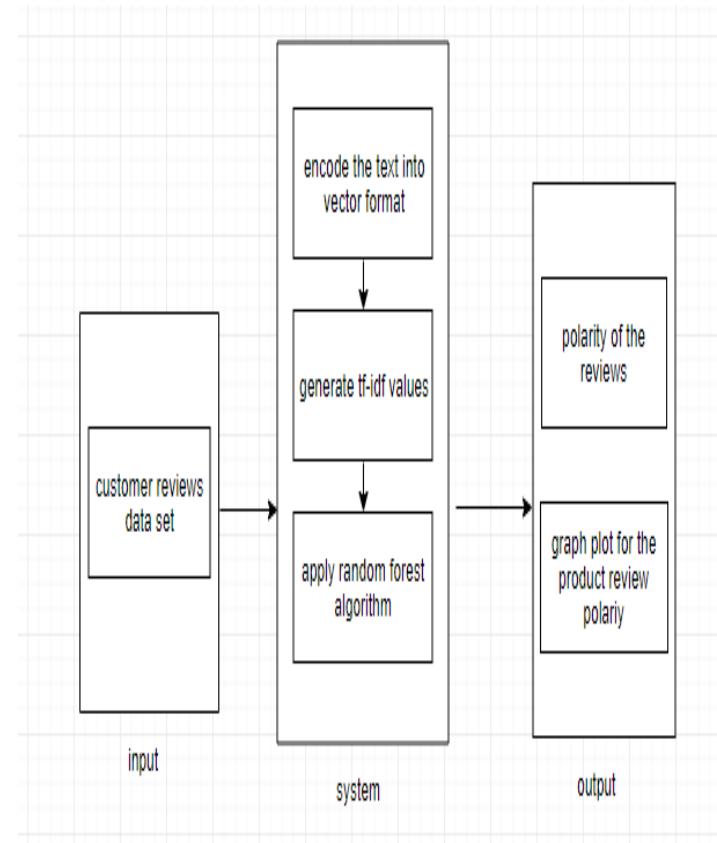 customer reviews
data set
input
encode the text into
vector format
generate tf-idf values
apply random forest
algorithm
system
polarity of the
reviews
graph plot for the
product review
polariy
output